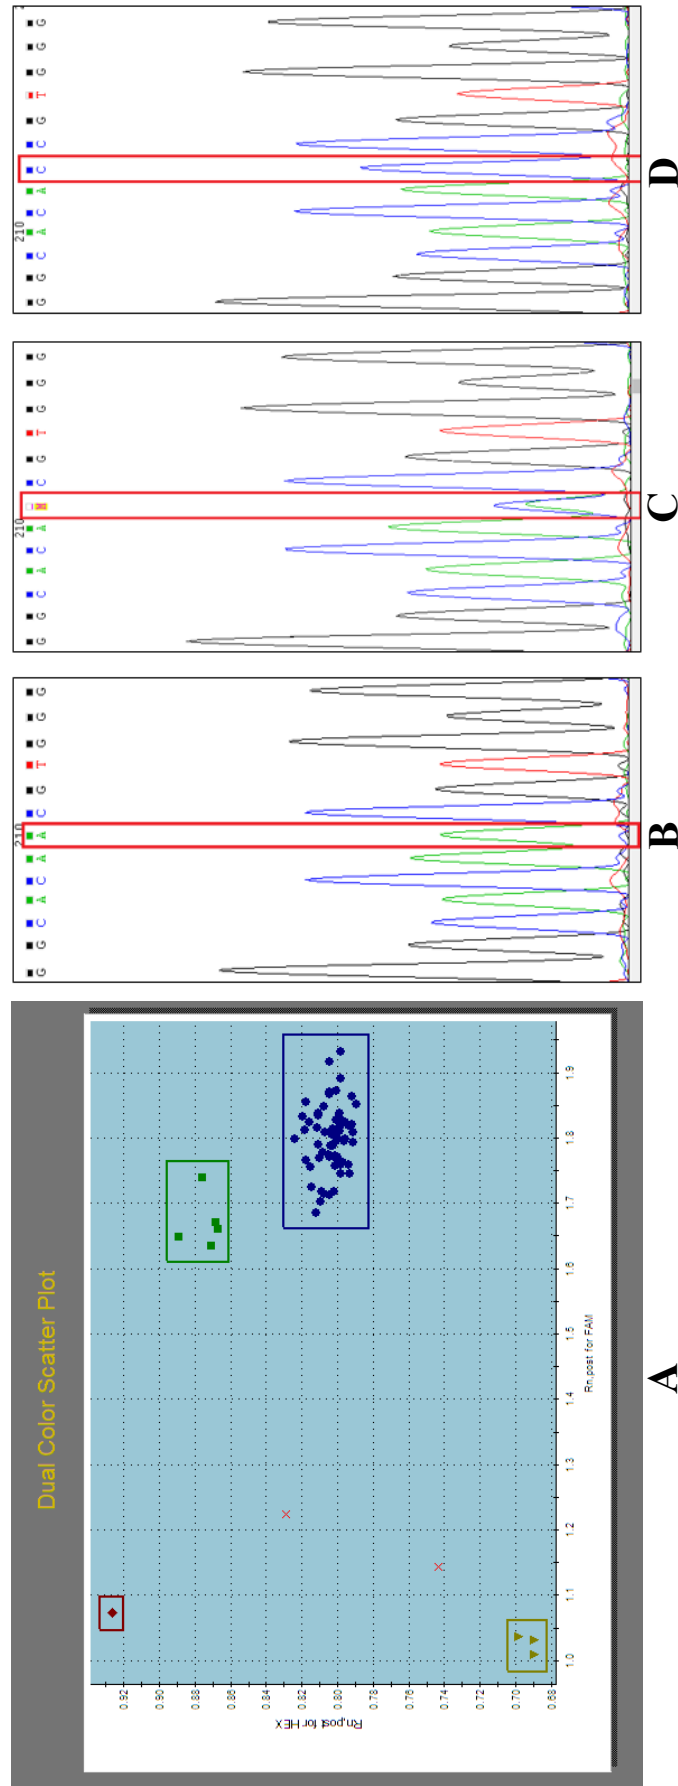 Dual Color Scatter Plot
0.92
0.90
0.88
0.86
0.84
0.82
0.80
0.78
0.76
0.74
0.72
0.70
0.68
Rn,post for HEX
1.0 1.1 1.2 1.3 1.4 1.5 1.6 1.7 1.8 1.9
Rn,post for FAM
A
210
G G C A C A A C G T G G G
B
210
G G C A C A C G T G G G
C
210
G G C A C A C C G T G G G
D